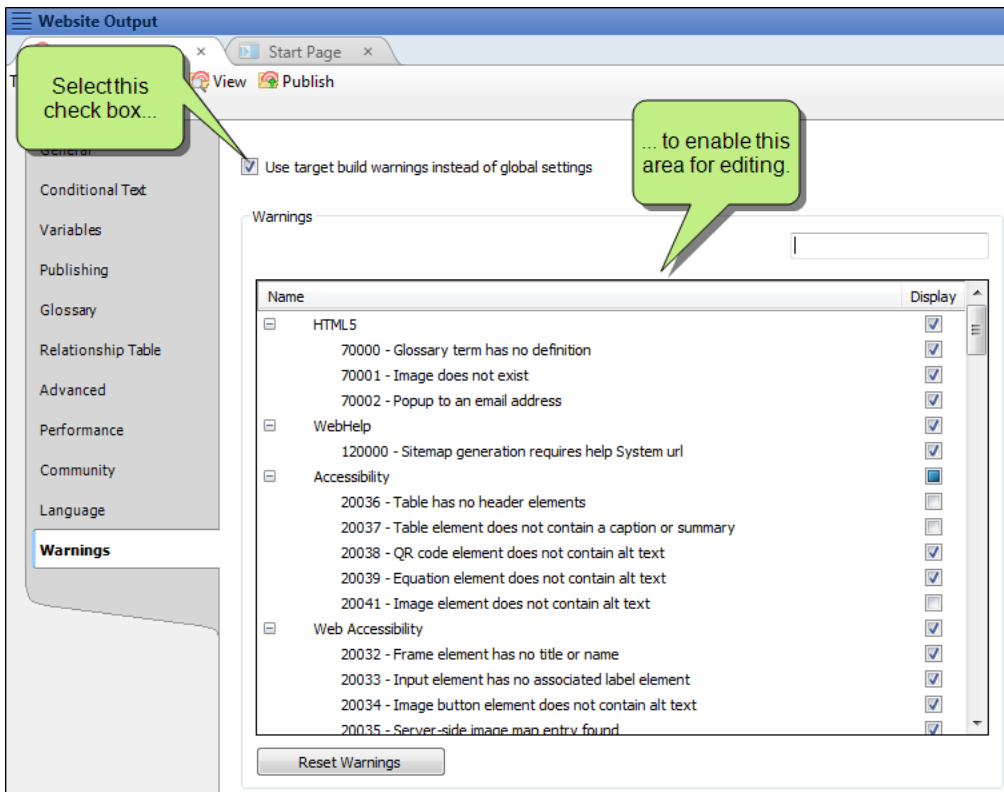 Website Output
Start Page
View Publish
Select this
check box...
... to enable this
area for editing.
General
Conditional Text
Variables
Publishing
Glossary
Relationship Table
Advanced
Performance
Community
Language
Warnings
Use target build warnings instead of global settings
Warnings
Name Display
HTML5
70000 - Glossary term has no definition
70001 - Image does not exist
70002 - Popup to an email address
WebHelp
120000 - Sitemap generation requires help System url
Accessibility
20036 - Table has no header elements
20037 - Table element does not contain a caption or summary
20038 - QR code element does not contain alt text
20039 - Equation element does not contain alt text
20041 - Image element does not contain alt text
Web Accessibility
20032 - Frame element has no title or name
20033 - Input element has no associated label element
20034 - Image button element does not contain alt text
20035 - Server-side image map entry found
Reset Warnings